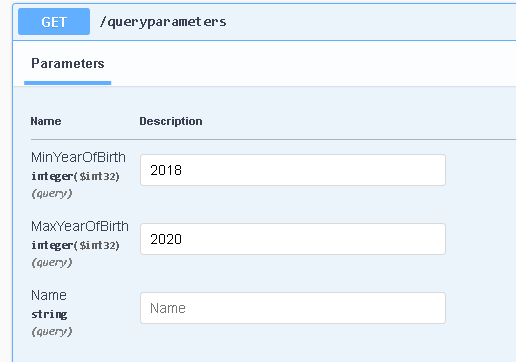 GET /queryparameters
Parameters
Name Description
MinYearOfBirth
integer($int32)
(query)
2018
MaxYearOfBirth
integer($int32)
(query)
2020
Name
string
(query)
Name